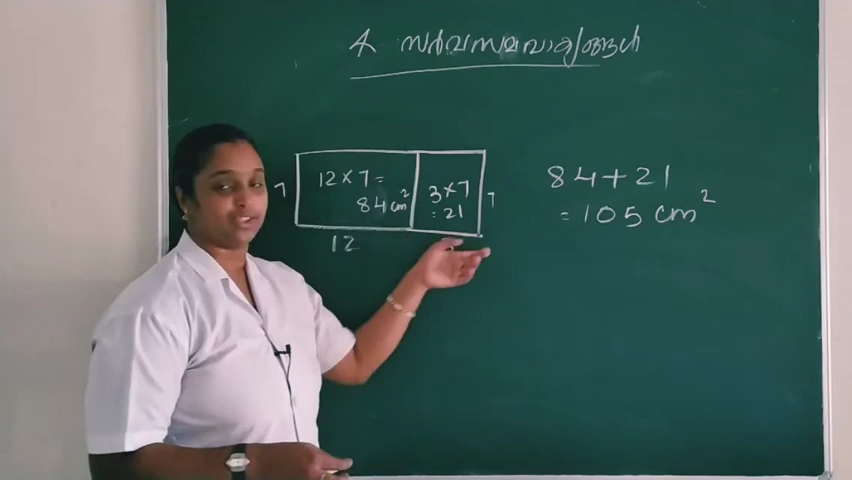 4 സർവസമവാക്യങ്ങൾ
12 × 7 =
84 cm²
3 × 7
= 21
7
7
12
84 + 21
= 105 cm²